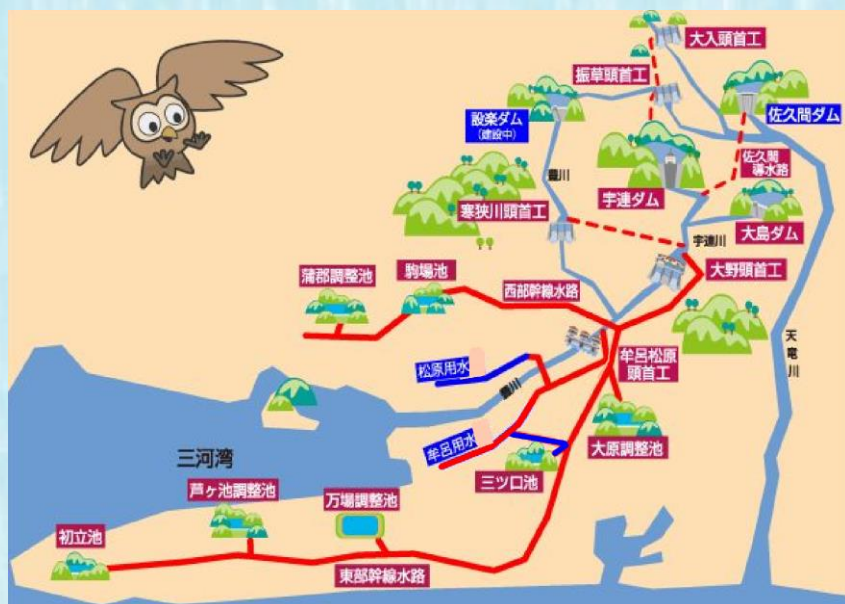 大入頭首工
振草頭首工
設楽ダム
(建設中)
佐久間ダム
佐久間
導水路
豊川
宇連ダム
寒狭川頭首工
大島ダム
宇連川
大野頭首工
蒲郡調整池
駒場池
西部幹線水路
天竜川
牟呂松原
頭首工
松原用水
豊川
牟呂用水
大原調整池
三ツ口池
三河湾
芦ヶ池調整池
万場調整池
初立池
東部幹線水路